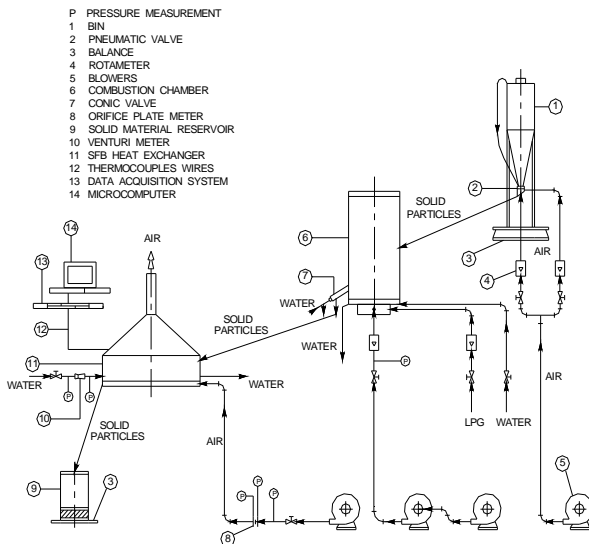 P PRESSURE MEASUREMENT
1 BIN
2 PNEUMATIC VALVE
3 BALANCE
4 ROTAMETER
5 BLOWERS
6 COMBUSTION CHAMBER
7 CONIC VALVE
8 ORIFICE PLATE METER
9 SOLID MATERIAL RESERVOIR
10 VENTURI METER
11 SFB HEAT EXCHANGER
12 THERMOCOUPLES WIRES
13 DATA ACQUISITION SYSTEM
14 MICROCOMPUTER
1
2
SOLID
PARTICLES
14
AIR
6
3
AIR
13
7
4
WATER
12
SOLID
PARTICLES
WATER
11
WATER
WATER
AIR
P
P
P
10
SOLID
PARTICLES
LPG
WATER
AIR
9
3
P
P
P
5
8